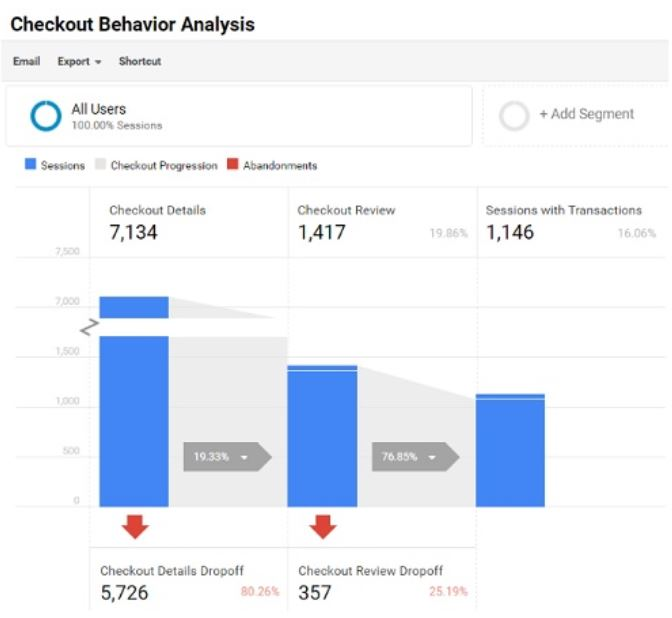 Checkout Behavior Analysis
Email Export Shortcut
All Users
100.00% Sessions
+ Add Segment
Sessions Checkout Progression Abandonments
Checkout Details Checkout Review Sessions with Transactions
7,134 1,417 19.86% 1,146 16.06%
7,500
7,000
1,500
1,000
500
19.33% 76.85%
0
Checkout Details Dropoff Checkout Review Dropoff
5,726 80.26% 357 25.19%